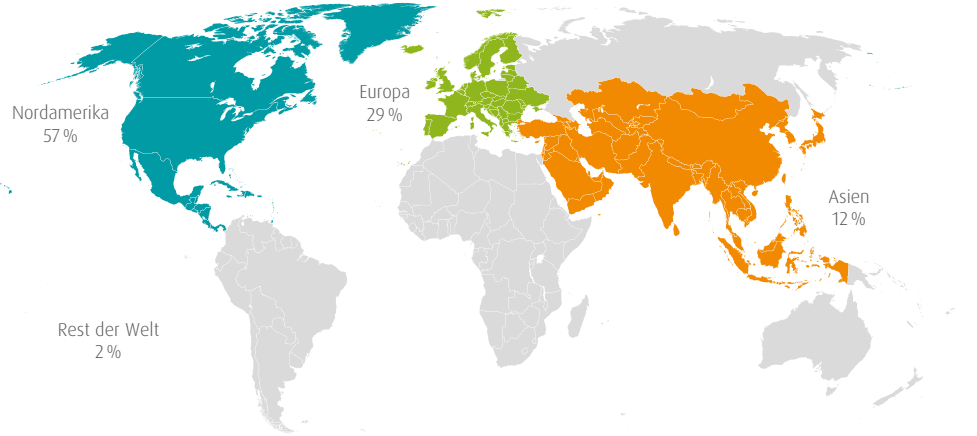 Nordamerika
57 %
Europa
29 %
Asien
12 %
Rest der Welt
2 %